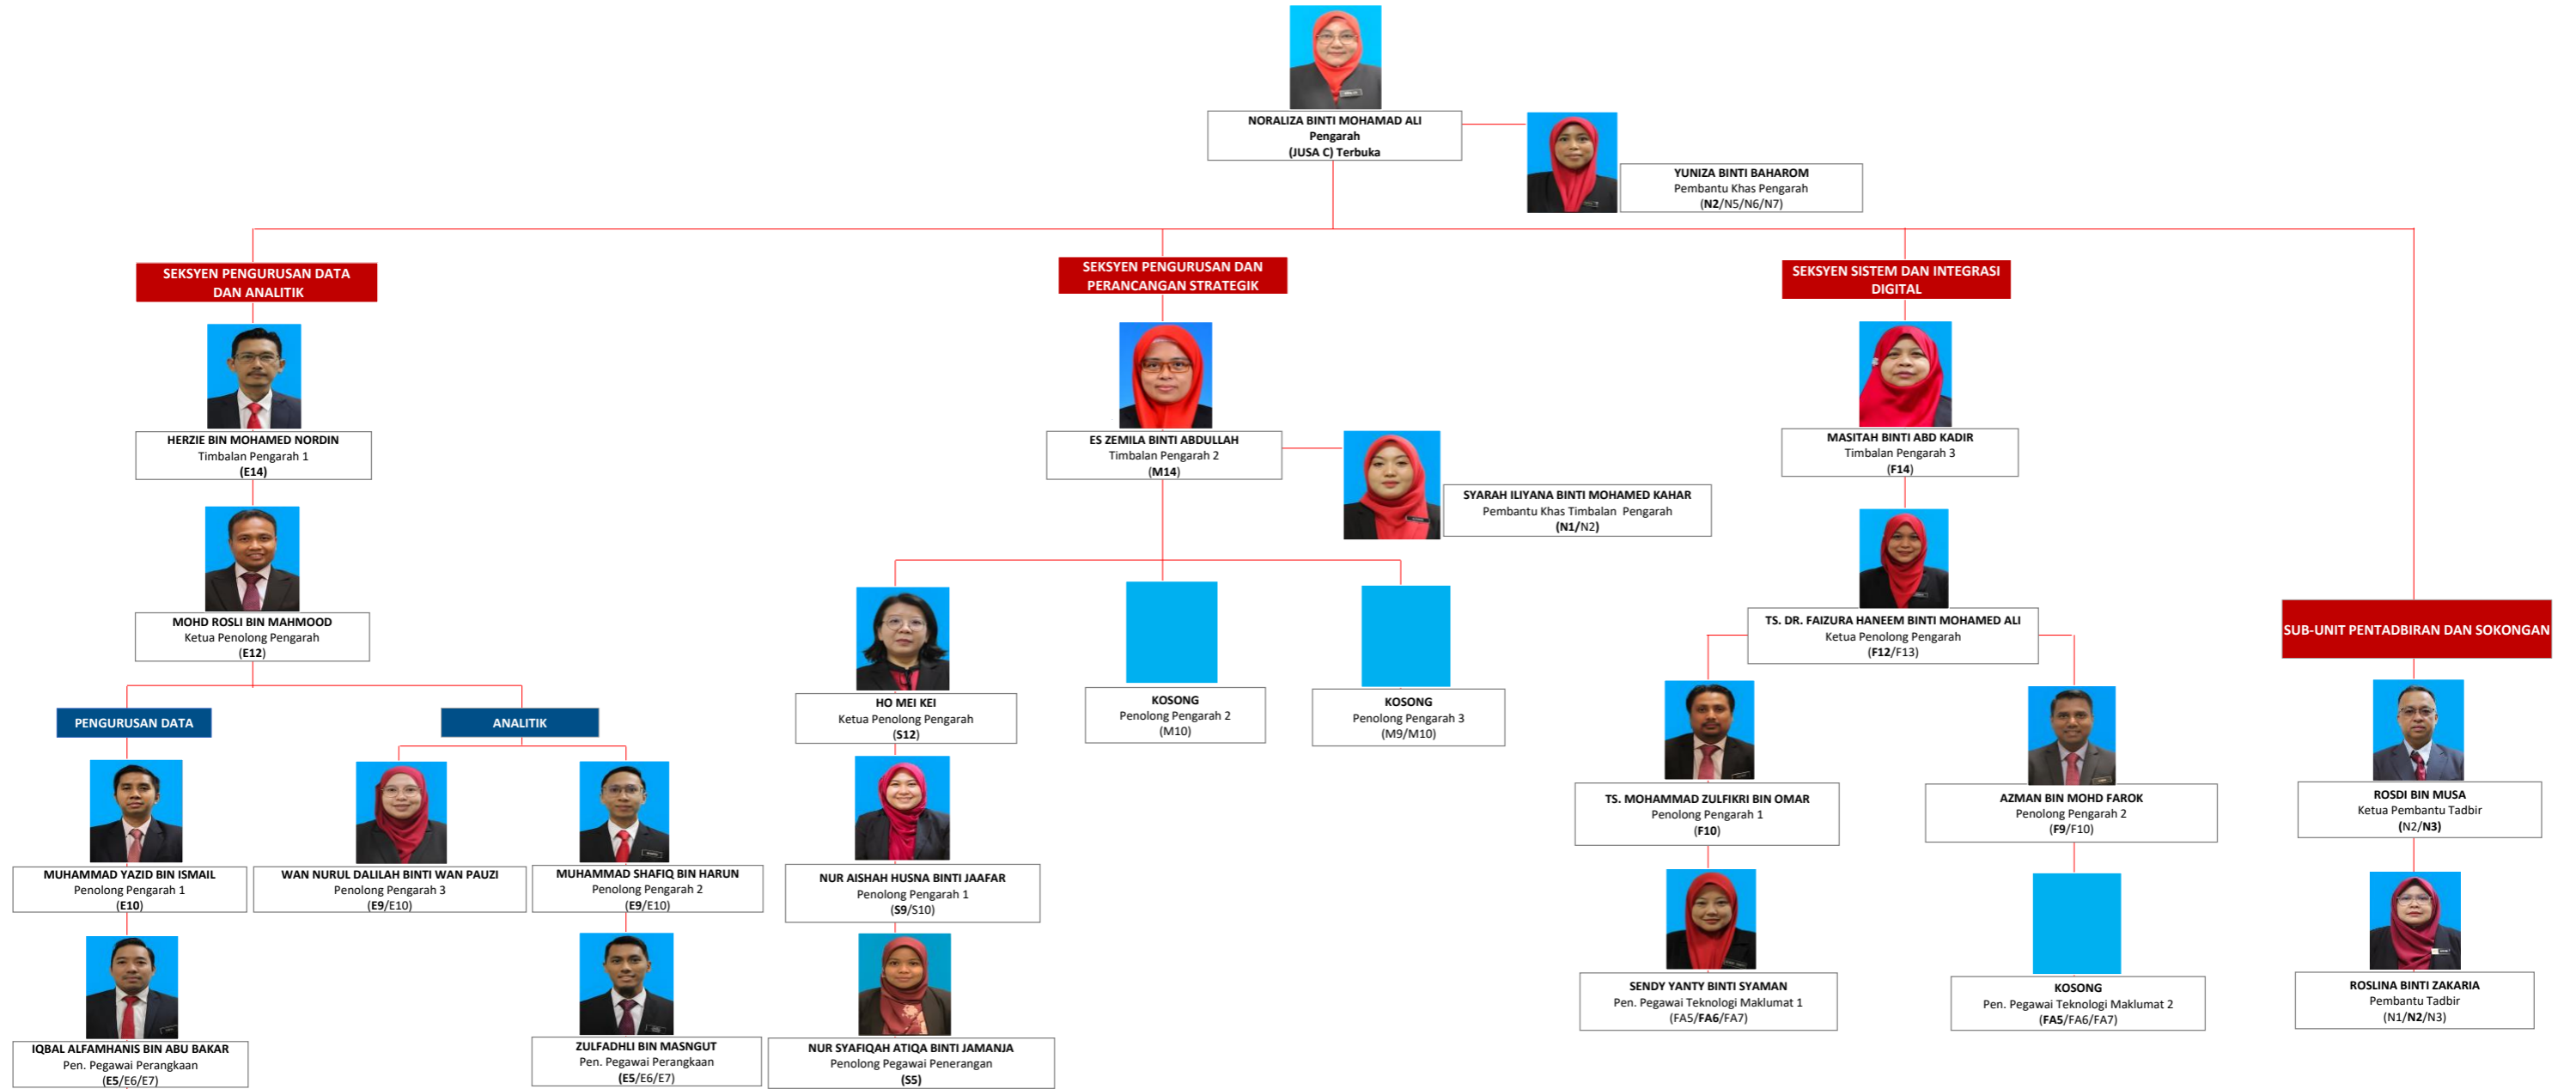 NORALIZA BINTI MOHAMAD ALI
Pengarah
(JUSA C) Terbuka
YUNIZA BINTI BAHAROM
Pembantu Khas Pengarah
(N2/N5/N6/N7)
SEKSYEN PENGURUSAN DATA
DAN ANALITIK
HERZIE BIN MOHAMED NORDIN
Timbalan Pengarah 1
(E14)
MOHD ROSLI BIN MAHMOOD
Ketua Penolong Pengarah
(E12)
PENGURUSAN DATA
MUHAMMAD YAZID BIN ISMAIL
Penolong Pengarah 1
(E10)
IQBAL ALFAMHANIS BIN ABU BAKAR
Pen. Pegawai Perangkaan
(E5/E6/E7)
ANALITIK
WAN NURUL DALILAH BINTI WAN PAUZI
Penolong Pengarah 3
(E9/E10)
MUHAMMAD SHAFIQ BIN HARUN
Penolong Pengarah 2
(E9/E10)
ZULFADHLI BIN MASNGUT
Pen. Pegawai Perangkaan
(E5/E6/E7)
SEKSYEN PENGURUSAN DAN
PERANCANGAN STRATEGIK
ES ZEMILA BINTI ABDULLAH
Timbalan Pengarah 2
(M14)
SYARAH ILIYANA BINTI MOHAMED KAHAR
Pembantu Khas Timbalan Pengarah
(N1/N2)
HO MEI KEI
Ketua Penolong Pengarah
(S12)
NUR AISHAH HUSNA BINTI JAAFAR
Penolong Pengarah 1
(S9/S10)
NUR SYAFIQAH ATIQA BINTI JAMANJA
Penolong Pegawai Penerangan
(S5)
KOSONG
Penolong Pengarah 2
(M10)
KOSONG
Penolong Pengarah 3
(M9/M10)
SEKSYEN SISTEM DAN INTEGRASI
DIGITAL
MASITAH BINTI ABD KADIR
Timbalan Pengarah 3
(F14)
TS. DR. FAIZURA HANEEM BINTI MOHAMED ALI
Ketua Penolong Pengarah
(F12/F13)
TS. MOHAMMAD ZULFIKRI BIN OMAR
Penolong Pengarah 1
(F10)
SENDY YANTY BINTI SYAMAN
Pen. Pegawai Teknologi Maklumat 1
(FA5/FA6/FA7)
AZMAN BIN MOHD FAROK
Penolong Pengarah 2
(F9/F10)
KOSONG
Pen. Pegawai Teknologi Maklumat 2
(FA5/FA6/FA7)
SUB-UNIT PENTADBIRAN DAN SOKONGAN
ROSDI BIN MUSA
Ketua Pembantu Tadbir
(N2/N3)
ROSLINA BINTI ZAKARIA
Pembantu Tadbir
(N1/N2/N3)